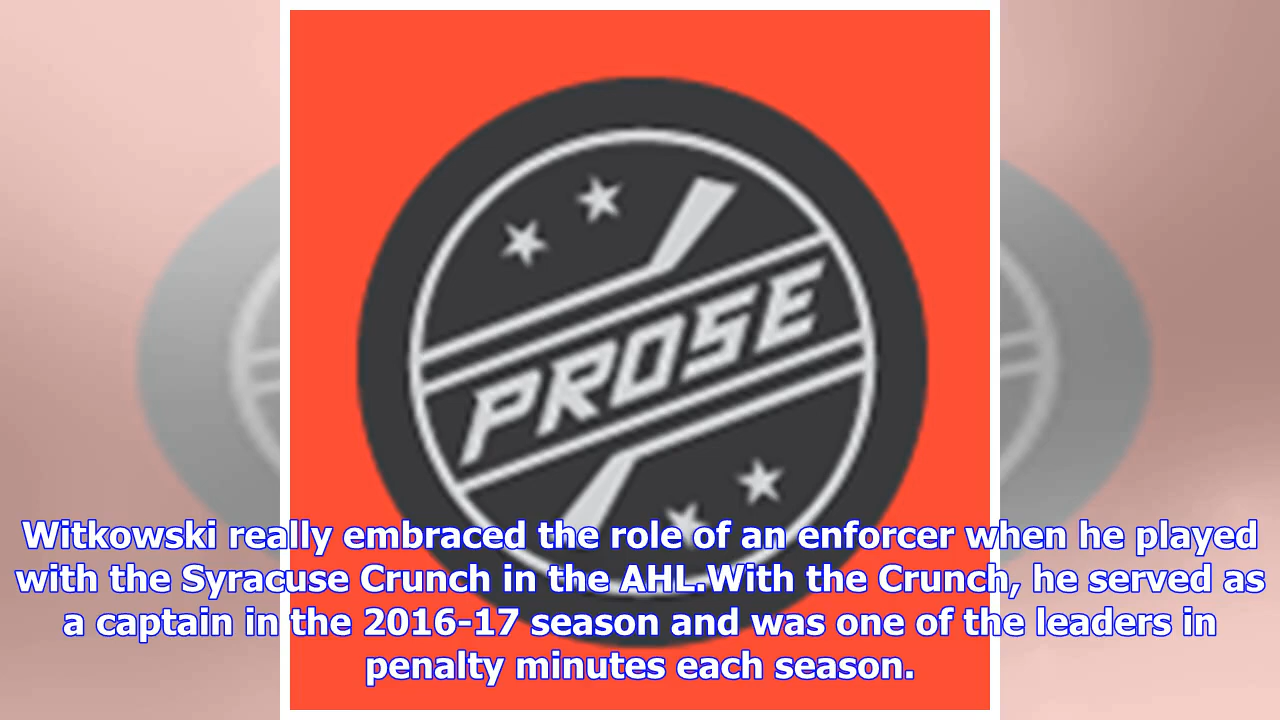 PROSE
Witkowski really embraced the role of an enforcer when he played
with the Syracuse Crunch in the AHL.With the Crunch, he served as
a captain in the 2016-17 season and was one of the leaders in
penalty minutes each season.